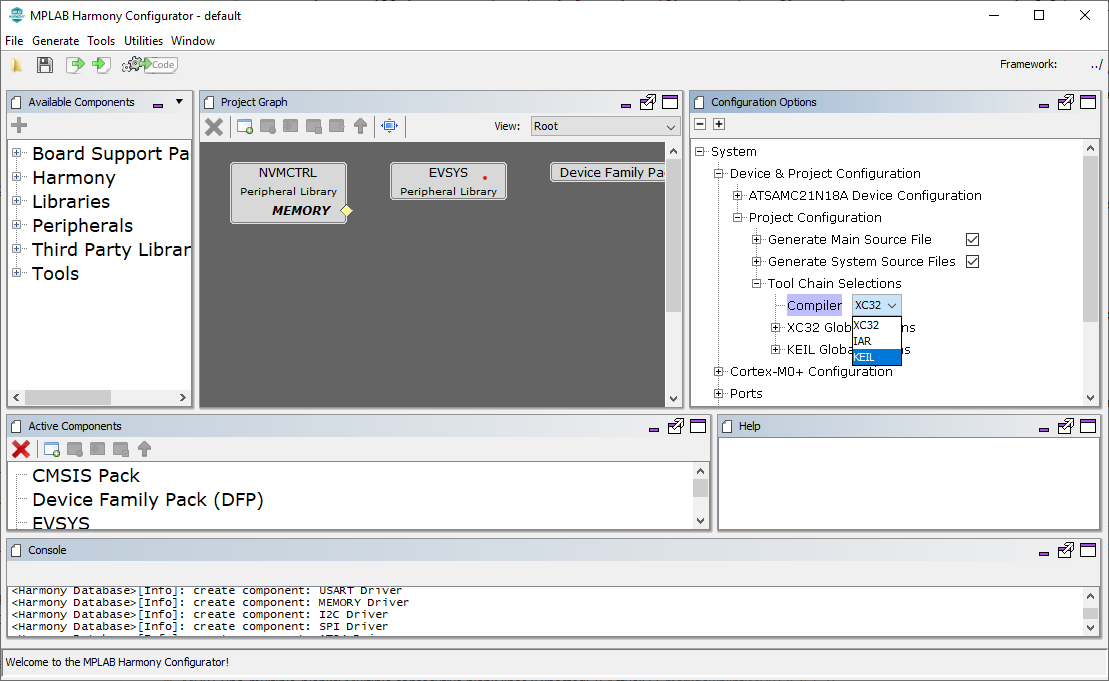 MPLAB Harmony Configurator - default
File Generate Tools Utilities Window
Code
Framework: ../
Available Components
Board Support Pa
Harmony
Libraries
Peripherals
Third Party Librar
Tools
Project Graph
View: Root
NVMCTRL
Peripheral Library
MEMORY
EVSYS
Peripheral Library
Device Family Pa
Configuration Options
System
Device & Project Configuration
ATSAMC21N18A Device Configuration
Project Configuration
Generate Main Source File
Generate System Source Files
Tool Chain Selections
Compiler XC32
XC32
IAR
KEIL
XC32 Glob ns
KEIL Globa ns
Cortex-M0+ Configuration
Ports
Active Components
CMSIS Pack
Device Family Pack (DFP)
EVSYS
Help
Console
<Harmony Database>[Info]: create component: USART Driver
<Harmony Database>[Info]: create component: MEMORY Driver
<Harmony Database>[Info]: create component: I2C Driver
<Harmony Database>[Info]: create component: SPI Driver
Welcome to the MPLAB Harmony Configurator!